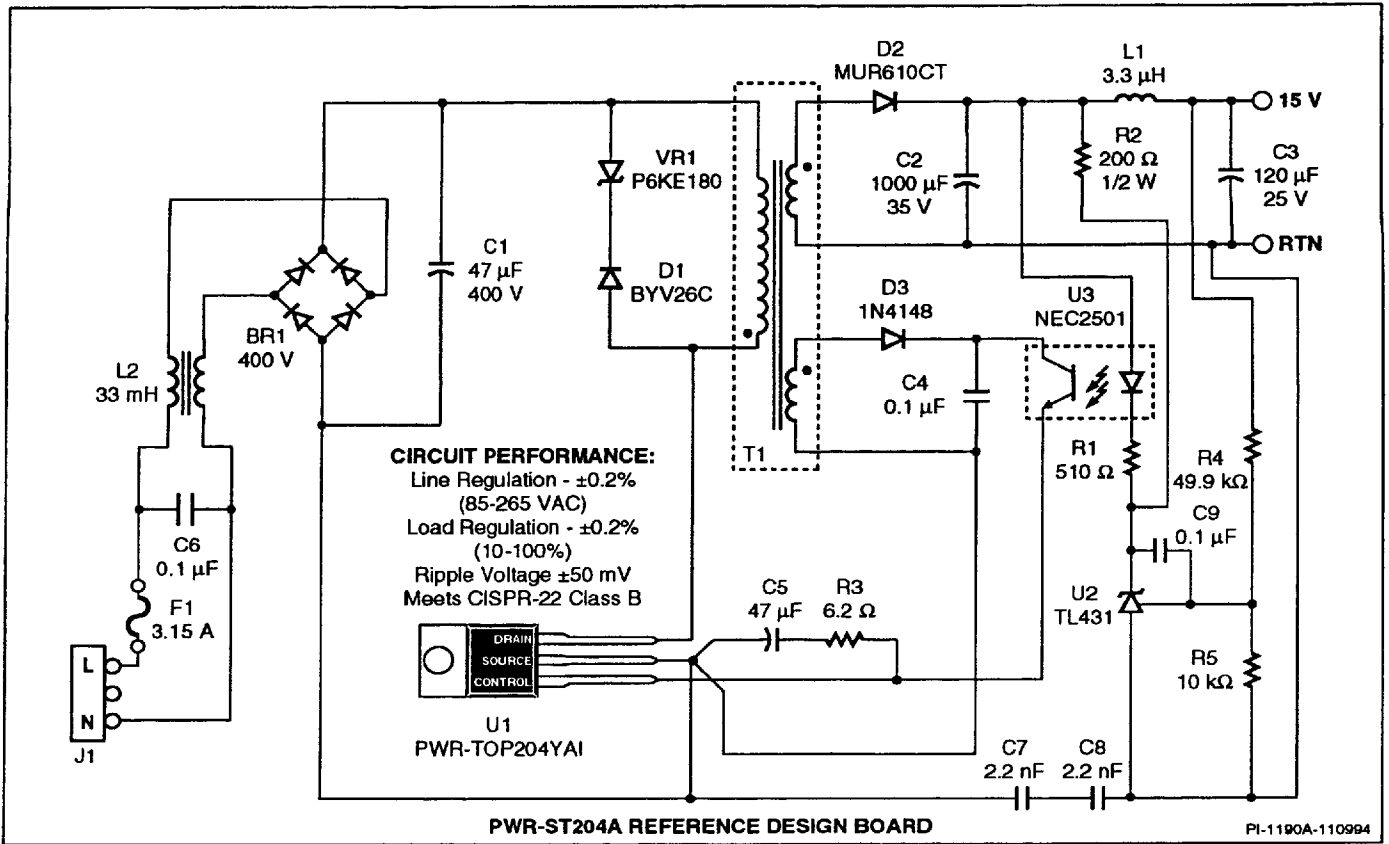 D2
MUR610CT
L1
3.3 µH
15 V
VR1
P6KE180
C2
1000 µF
35 V
R2
200 Ω
1/2 W
C3
120 µF
25 V
C1
47 µF
400 V
D1
BYV26C
RTN
D3
1N4148
U3
NEC2501
BR1
400 V
L2
33 mH
C4
0.1 µF
T1
R1
510 Ω
R4
49.9 kΩ
CIRCUIT PERFORMANCE:
Line Regulation - ±0.2%
(85-265 VAC)
Load Regulation - ±0.2%
(10-100%)
Ripple Voltage ±50 mV
Meets CISPR-22 Class B
C9
0.1 µF
C6
0.1 µF
F1
3.15 A
C5
47 µF
R3
6.2 Ω
U2
TL431
DRAIN
SOURCE
CONTROL
L
N
J1
R5
10 kΩ
U1
PWR-TOP204YAI
C7
2.2 nF
C8
2.2 nF
PWR-ST204A REFERENCE DESIGN BOARD
PI-1190A-110994